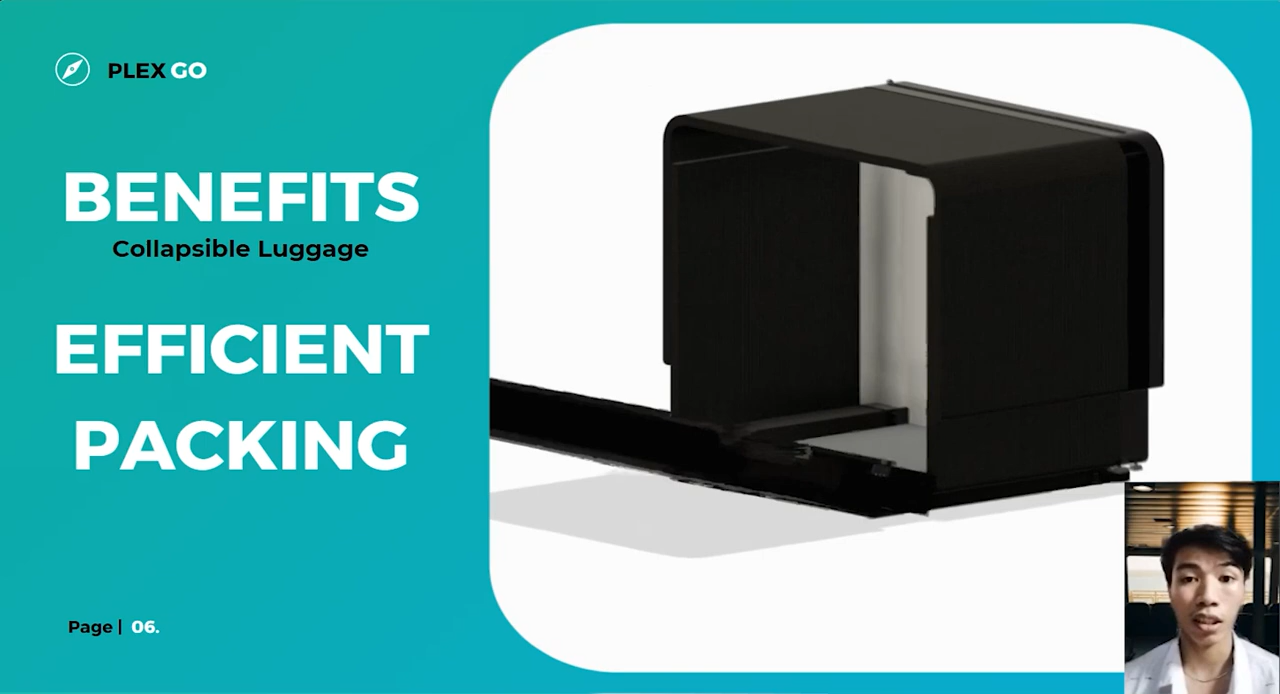 PLEX GO
BENEFITS
Collapsible Luggage
EFFICIENT
PACKING
Page | 06.